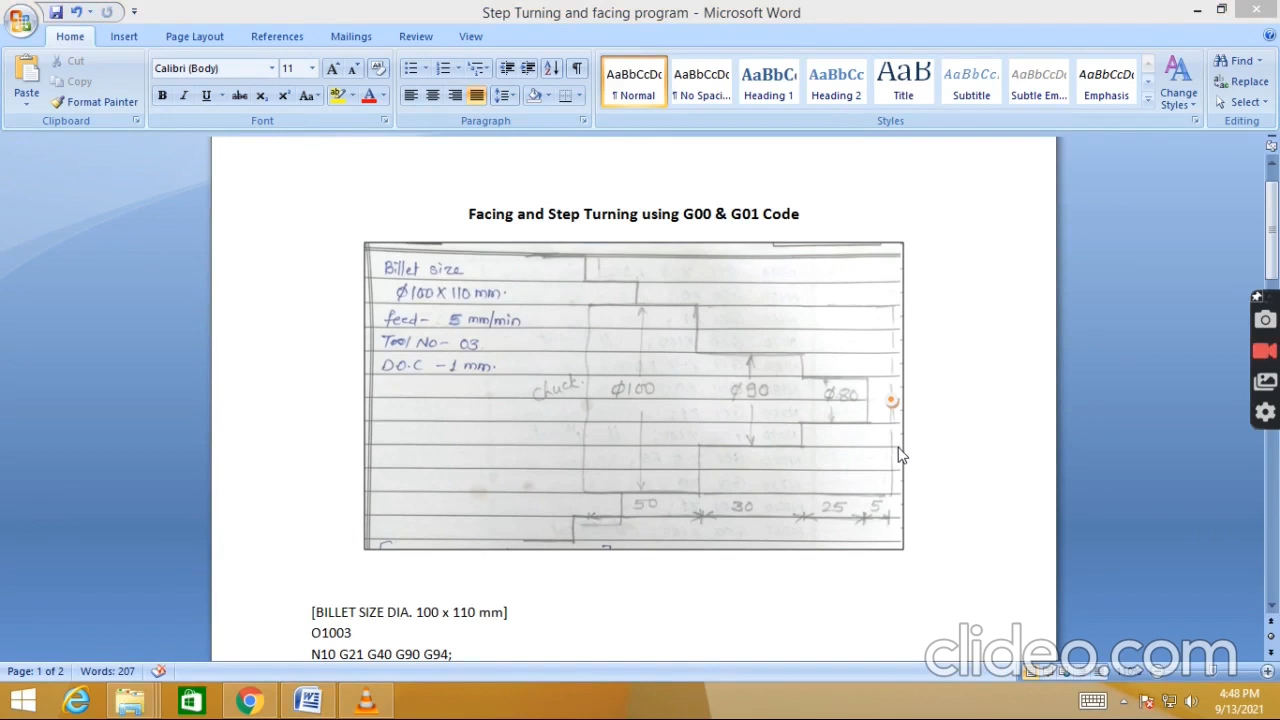 Step Turning and facing program - Microsoft Word
Home Insert Page Layout References Mailings Review View
Paste
Cut
Copy
Format Painter
Clipboard
Calibri (Body) 11
Font
Paragraph
AaBbCcDc AaBbCcDc AaBbC AaBbCc AaB AaBbCc. AaBbCcDc AaBbCcDc
¶ Normal ¶ No Spaci... Heading 1 Heading 2 Title Subtitle Subtle Em... Emphasis
Change Styles
Styles
Find
Replace
Select
Editing
Facing and Step Turning using G00 & G01 Code
Billet size
φ100 X 110 mm.
feed- 5 mm/min
Tool No- 03
D.O.C -1 mm.
chuck. φ100 φ90 φ80
50 30 25 5
[BILLET SIZE DIA. 100 x 110 mm]
O1003
N10 G21 G40 G90 G94;
clideo.com
Page: 1 of 2 Words: 207
4:48 PM
9/13/2021